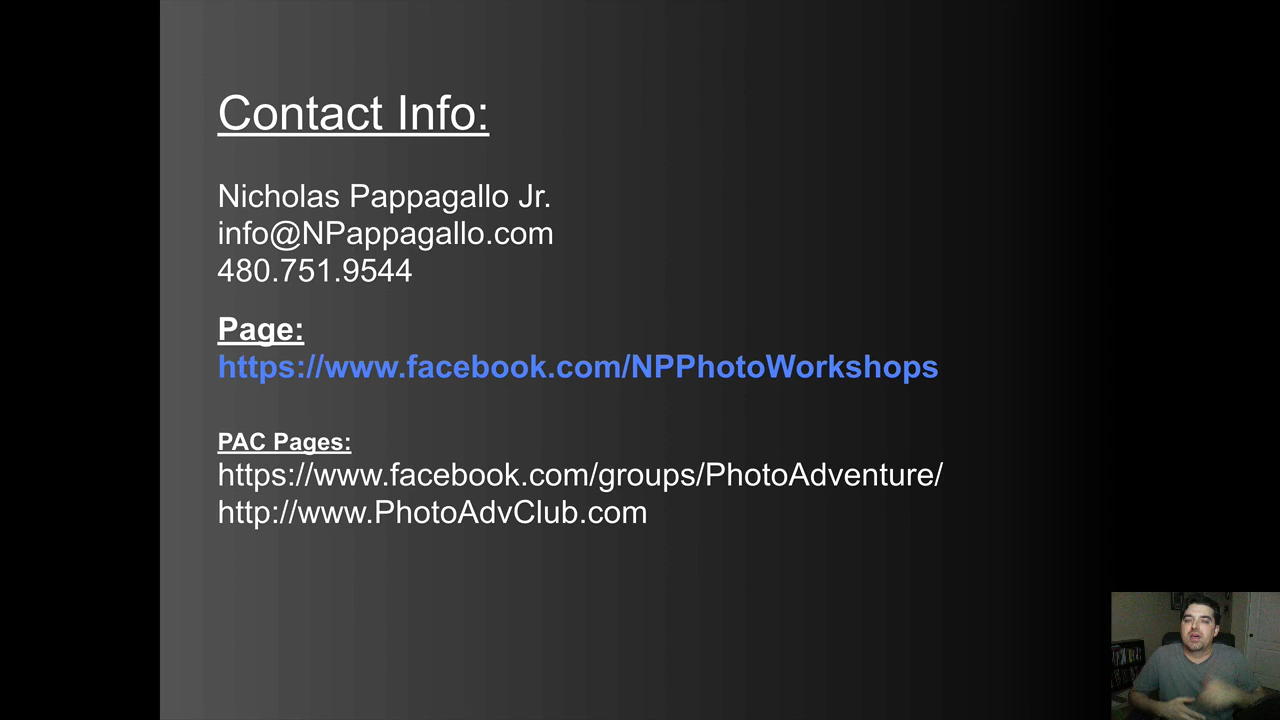 Contact Info:
Nicholas Pappagallo Jr.
info@NPappagallo.com
480.751.9544
Page:
https://www.facebook.com/NPPhotoWorkshops
PAC Pages:
https://www.facebook.com/groups/PhotoAdventure/
http://www.PhotoAdvClub.com